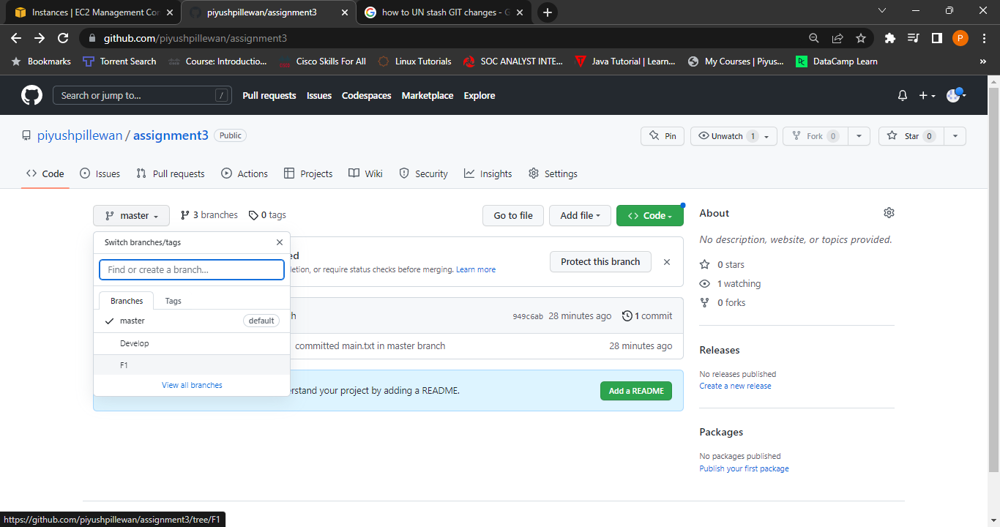 Instances | EC2 Management Con
piyushpillewan/assignment3
how to UN stash GIT changes - G
github.com/piyushpillewan/assignment3
P
Bookmarks
Torrent Search
Course: Introductio...
Cisco Skills For All
Linux Tutorials
SOC ANALYST INTE...
Java Tutorial | Learn...
My Courses | Piyus...
DataCamp Learn
»
Search or jump to...
/
Pull requests
Issues
Codespaces
Marketplace
Explore
piyushpillewan / assignment3
Public
Pin
Unwatch 1
Fork 0
Star 0
Code
Issues
Pull requests
Actions
Projects
Wiki
Security
Insights
Settings
master
3 branches
0 tags
Go to file
Add file
Code
Switch branches/tags
Find or create a branch...
Branches
Tags
master
default
Develop
F1
View all branches
ed
etion, or require status checks before merging. Learn more
Protect this branch
h
949c6ab 28 minutes ago
1 commit
committed main.txt in master branch
28 minutes ago
erstand your project by adding a README.
Add a README
About
No description, website, or topics provided.
0 stars
1 watching
0 forks
Releases
No releases published
Create a new release
Packages
No packages published
Publish your first package
https://github.com/piyushpillewan/assignment3/tree/F1